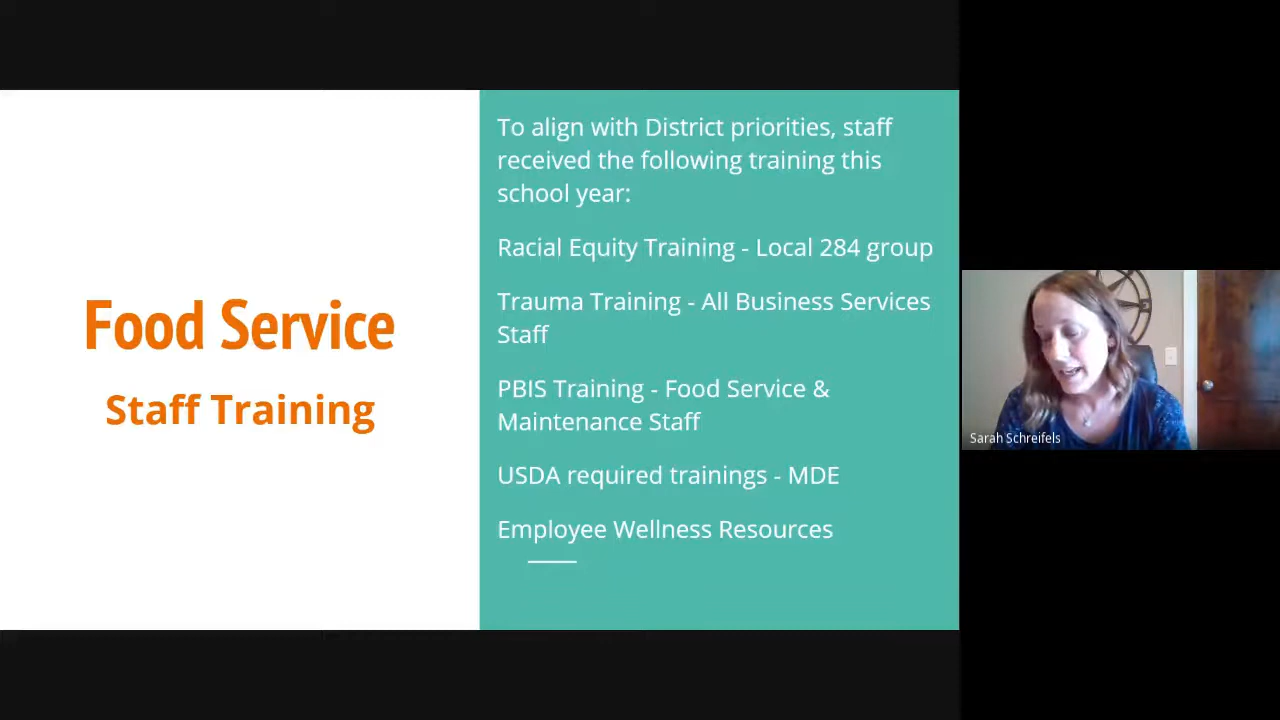 Food Service
Staff Training
To align with District priorities, staff
received the following training this
school year:
Racial Equity Training - Local 284 group
Trauma Training - All Business Services
Staff
PBIS Training - Food Service &
Maintenance Staff
USDA required trainings - MDE
Employee Wellness Resources
Sarah Schreifels